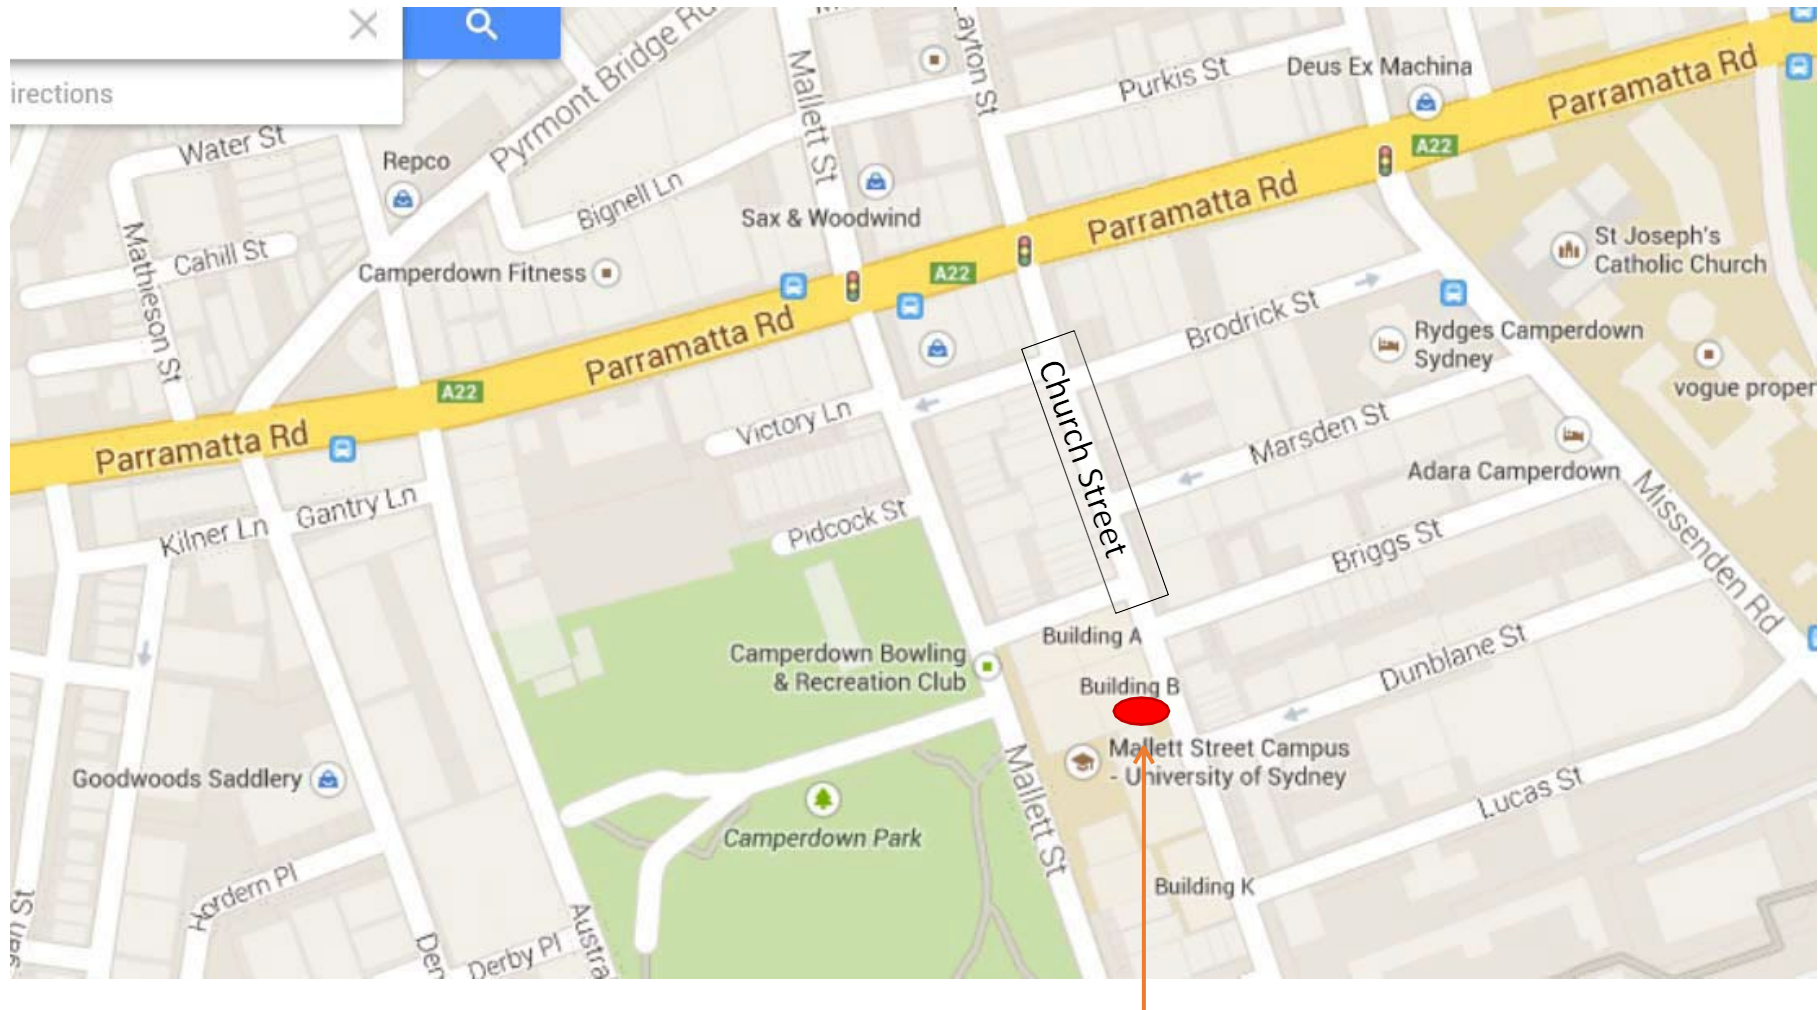 irections
Pyrmont Bridge Rd
Mallett St
Layton St
Purkis St
Deus Ex Machina
Parramatta Rd
A22
Water St
Repco
Bignell Ln
Sax & Woodwind
Parramatta Rd
St Joseph's
Catholic Church
Mathieson St
Cahill St
Camperdown Fitness
A22
Parramatta Rd
Brodrick St
Rydges Camperdown
Sydney
vogue proper
A22
Church Street
Victory Ln
Marsden St
Adara Camperdown
Parramatta Rd
Missenden Rd
Kilner Ln
Gantry Ln
Pidcock St
Briggs St
Building A
Camperdown Bowling
& Recreation Club
Building B
Dunblane St
Mallett Street Campus
- University of Sydney
Goodwoods Saddlery
Mallett St
Lucas St
Camperdown Park
Building K
Hordern Pl
Derby Pl
Den
Austra